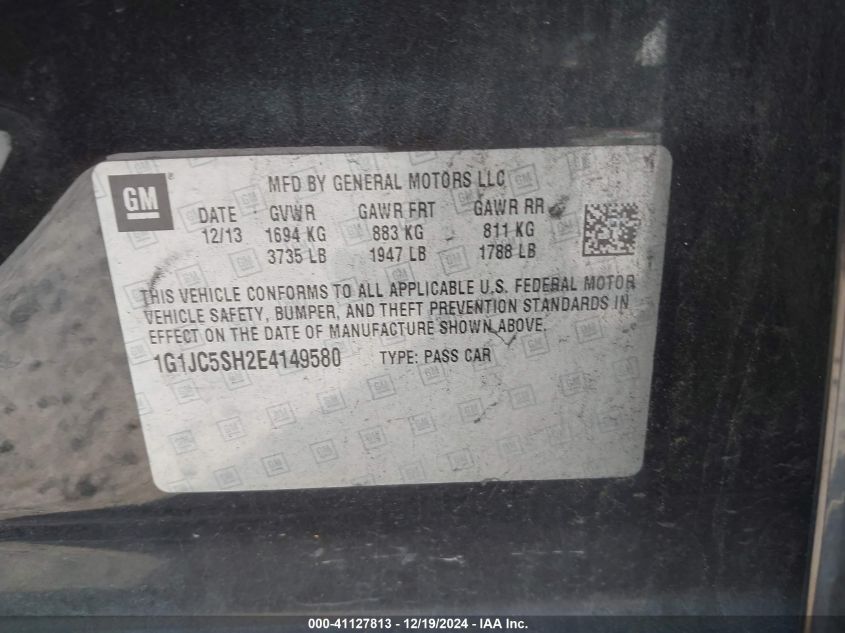 GM®
MFD BY GENERAL MOTORS LLC
DATE GVWR GAWR FRT GAWR RR
12/13 1694 KG 883 KG 811 KG
3735 LB 1947 LB 1788 LB
THIS VEHICLE CONFORMS TO ALL APPLICABLE U.S. FEDERAL MOTOR
VEHICLE SAFETY, BUMPER, AND THEFT PREVENTION STANDARDS IN
EFFECT ON THE DATE OF MANUFACTURE SHOWN ABOVE.
1G1JC5SH2E4149580 TYPE: PASS CAR
000-41127813 - 12/19/2024 - IAA Inc.